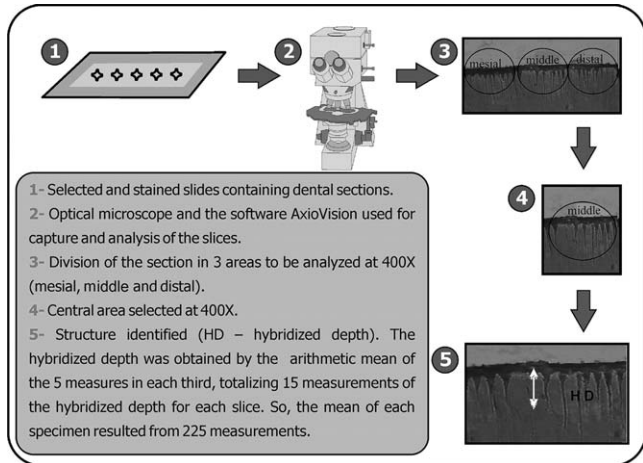 1
2
3
mesial middle distal
4
middle
1- Selected and stained slides containing dental sections.
2- Optical microscope and the software AxioVision used for
capture and analysis of the slices.
3- Division of the section in 3 areas to be analyzed at 400X
(mesial, middle and distal).
4- Central area selected at 400X.
5- Structure identified (HD – hybridized depth). The
hybridized depth was obtained by the arithmetic mean of
the 5 measures in each third, totalizing 15 measurements of
the hybridized depth for each slice. So, the mean of each
specimen resulted from 225 measurements.
5
H D